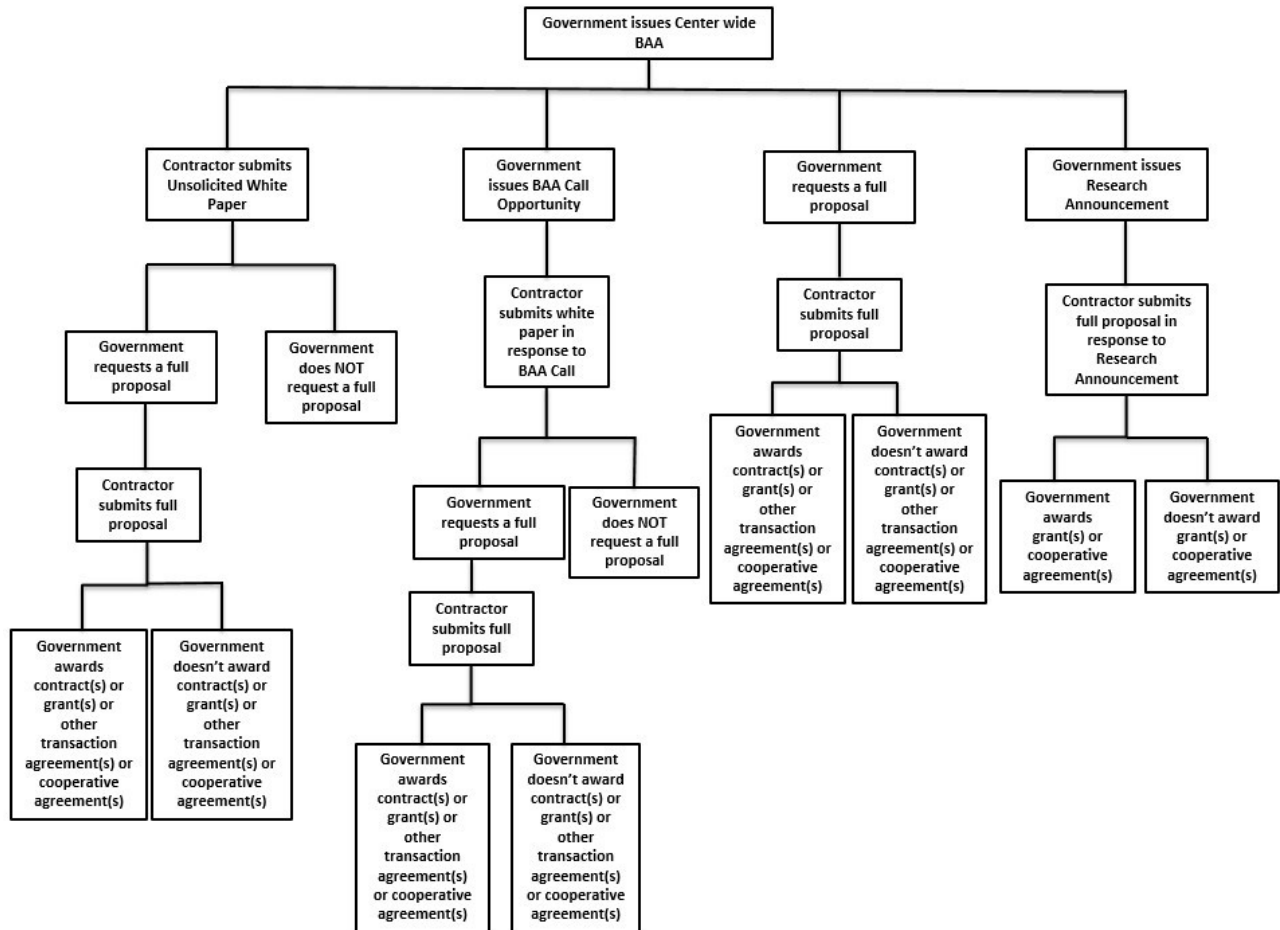 Government issues Center wide
BAA
Contractor submits
Unsolicited White
Paper
Government
issues BAA Call
Opportunity
Government
requests a full
proposal
Government issues
Research
Announcement
Contractor
submits white
paper in
response to
BAA Call
Contractor
submits full
proposal
Contractor submits
full proposal in
response to
Research
Announcement
Government
requests a full
proposal
Government
does NOT
request a full
proposal
Government
awards
contract(s) or
grant(s) or
other
transaction
agreement(s) or
cooperative
agreement(s)
Government
doesn’t award
contract(s) or
grant(s) or
other
transaction
agreement(s) or
cooperative
agreement(s)
Government
awards
grant(s) or
cooperative
agreement(s)
Government
doesn’t award
grant(s) or
cooperative
agreement(s)
Contractor
submits full
proposal
Government
requests a full
proposal
Government
does NOT
request a full
proposal
Contractor
submits full
proposal
Government
awards
contract(s) or
grant(s) or
other
transaction
agreement(s) or
cooperative
agreement(s)
Government
doesn’t award
contract(s) or
grant(s) or
other
transaction
agreement(s) or
cooperative
agreement(s)
Government
awards
contract(s) or
grant(s) or
other
transaction
agreement(s)
or cooperative
agreement(s)
Government
doesn’t award
contract(s) or
grant(s) or
other
transaction
agreement(s)
or cooperative
agreement(s)